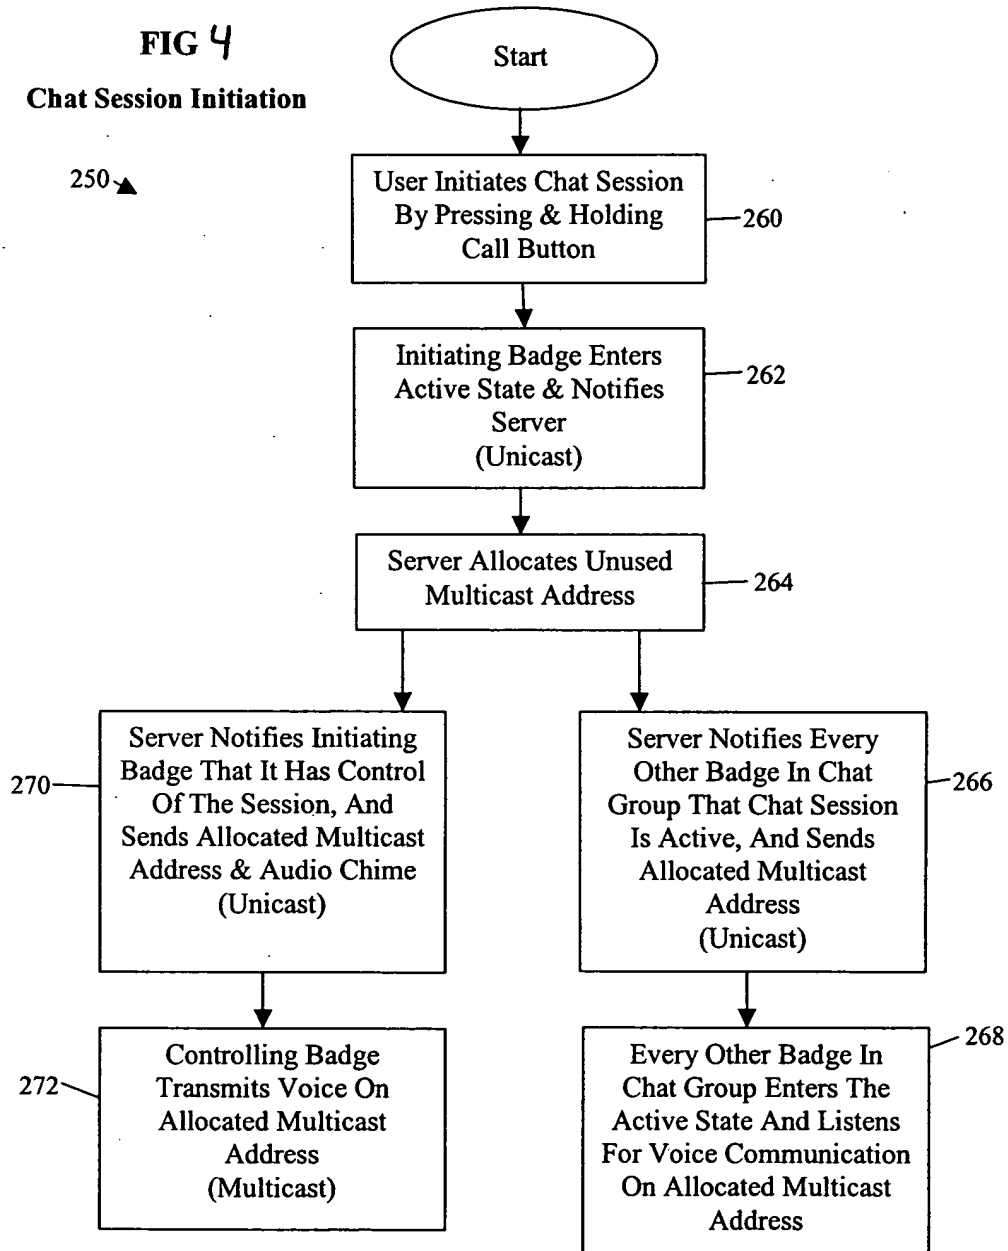 FIG 4
Chat Session Initiation
250
Start
User Initiates Chat Session
By Pressing & Holding
Call Button
260
Initiating Badge Enters
Active State & Notifies
Server
(Unicast)
262
Server Allocates Unused
Multicast Address
264
Server Notifies Initiating
Badge That It Has Control
Of The Session, And
Sends Allocated Multicast
Address & Audio Chime
(Unicast)
270
Server Notifies Every
Other Badge In Chat
Group That Chat Session
Is Active, And Sends
Allocated Multicast
Address
(Unicast)
266
Controlling Badge
Transmits Voice On
Allocated Multicast
Address
(Multicast)
272
Every Other Badge In
Chat Group Enters The
Active State And Listens
For Voice Communication
On Allocated Multicast
Address
268